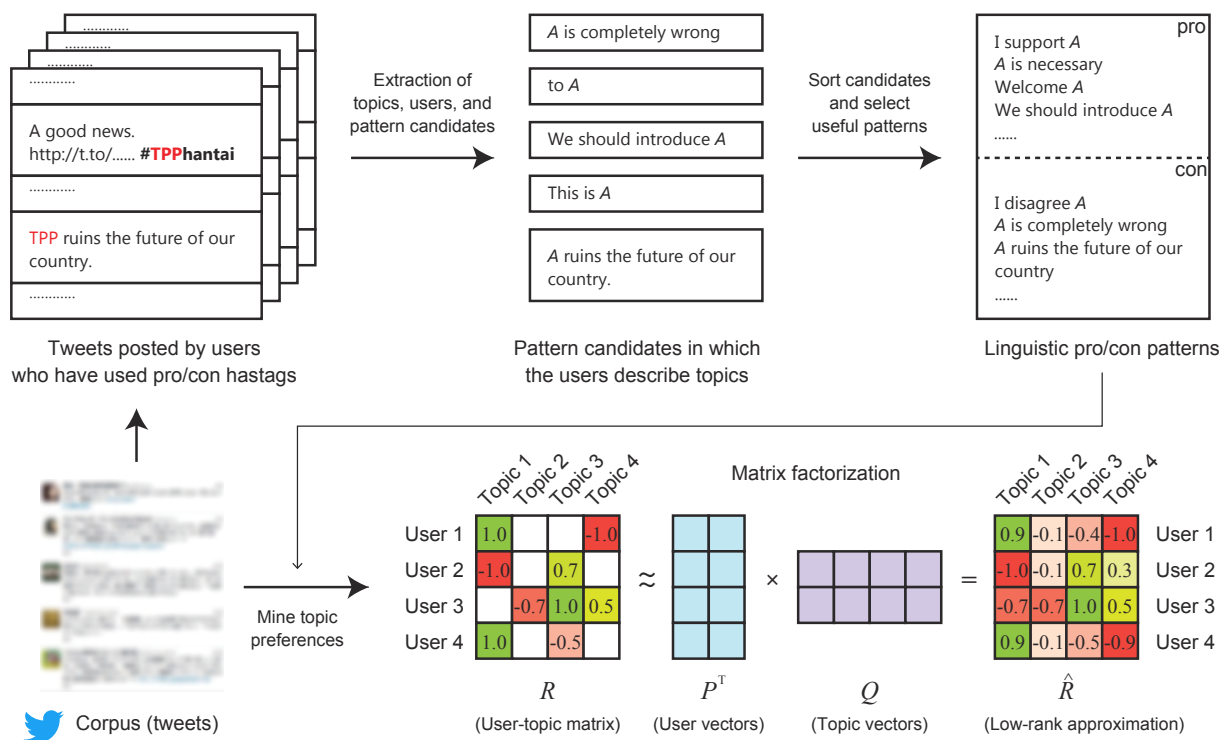 ............
............
............
............
A good news.
http://t.to/...... #TPPhantai
............
TPP ruins the future of our
country.
............
Tweets posted by users
who have used pro/con hastags
Extraction of
topics, users, and
pattern candidates
A is completely wrong
to A
We should introduce A
This is A
A ruins the future of our
country.
Pattern candidates in which
the users describe topics
Sort candidates
and select
useful patterns
pro
I support A
A is necessary
Welcome A
We should introduce A
......
con
I disagree A
A is completely wrong
A ruins the future of our
country
......
Linguistic pro/con patterns
Corpus (tweets)
Mine topic
preferences
Matrix factorization
Topic 1 Topic 2 Topic 3 Topic 4
User 1 1.0 -1.0
User 2 -1.0 0.7
User 3 -0.7 1.0 0.5
User 4 1.0 -0.5
R
(User-topic matrix)
≈
P^T
(User vectors)
×
Q
(Topic vectors)
=
Topic 1 Topic 2 Topic 3 Topic 4
0.9 -0.1 -0.4 -1.0 User 1
-1.0 -0.1 0.7 0.3 User 2
-0.7 -0.7 1.0 0.5 User 3
0.9 -0.1 -0.5 -0.9 User 4
R̂
(Low-rank approximation)